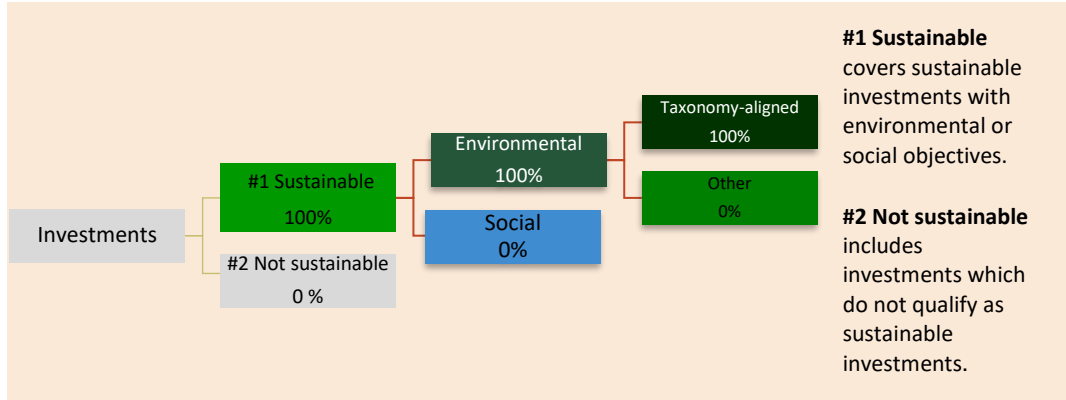 Investments
#1 Sustainable
100%
#2 Not sustainable
0 %
Environmental
100%
Social
0%
Taxonomy-aligned
100%
Other
0%
#1 Sustainable
covers sustainable
investments with
environmental or
social objectives.
#2 Not sustainable
includes
investments which
do not qualify as
sustainable
investments.